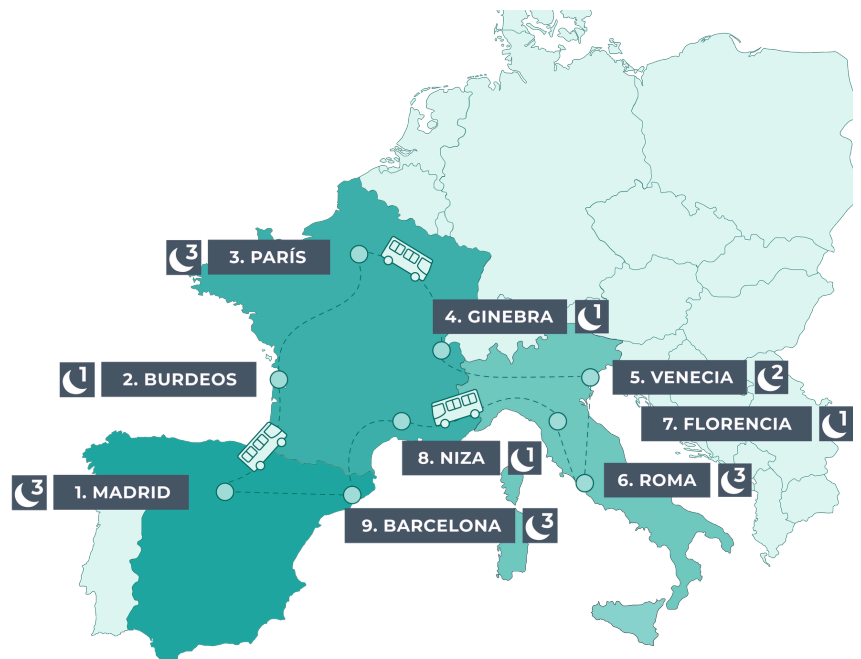 3
3. PARÍS
4. GINEBRA
1
1
2. BURDEOS
5. VENECIA
2
7. FLORENCIA
1
8. NIZA
1
6. ROMA
3
3
1. MADRID
9. BARCELONA
3